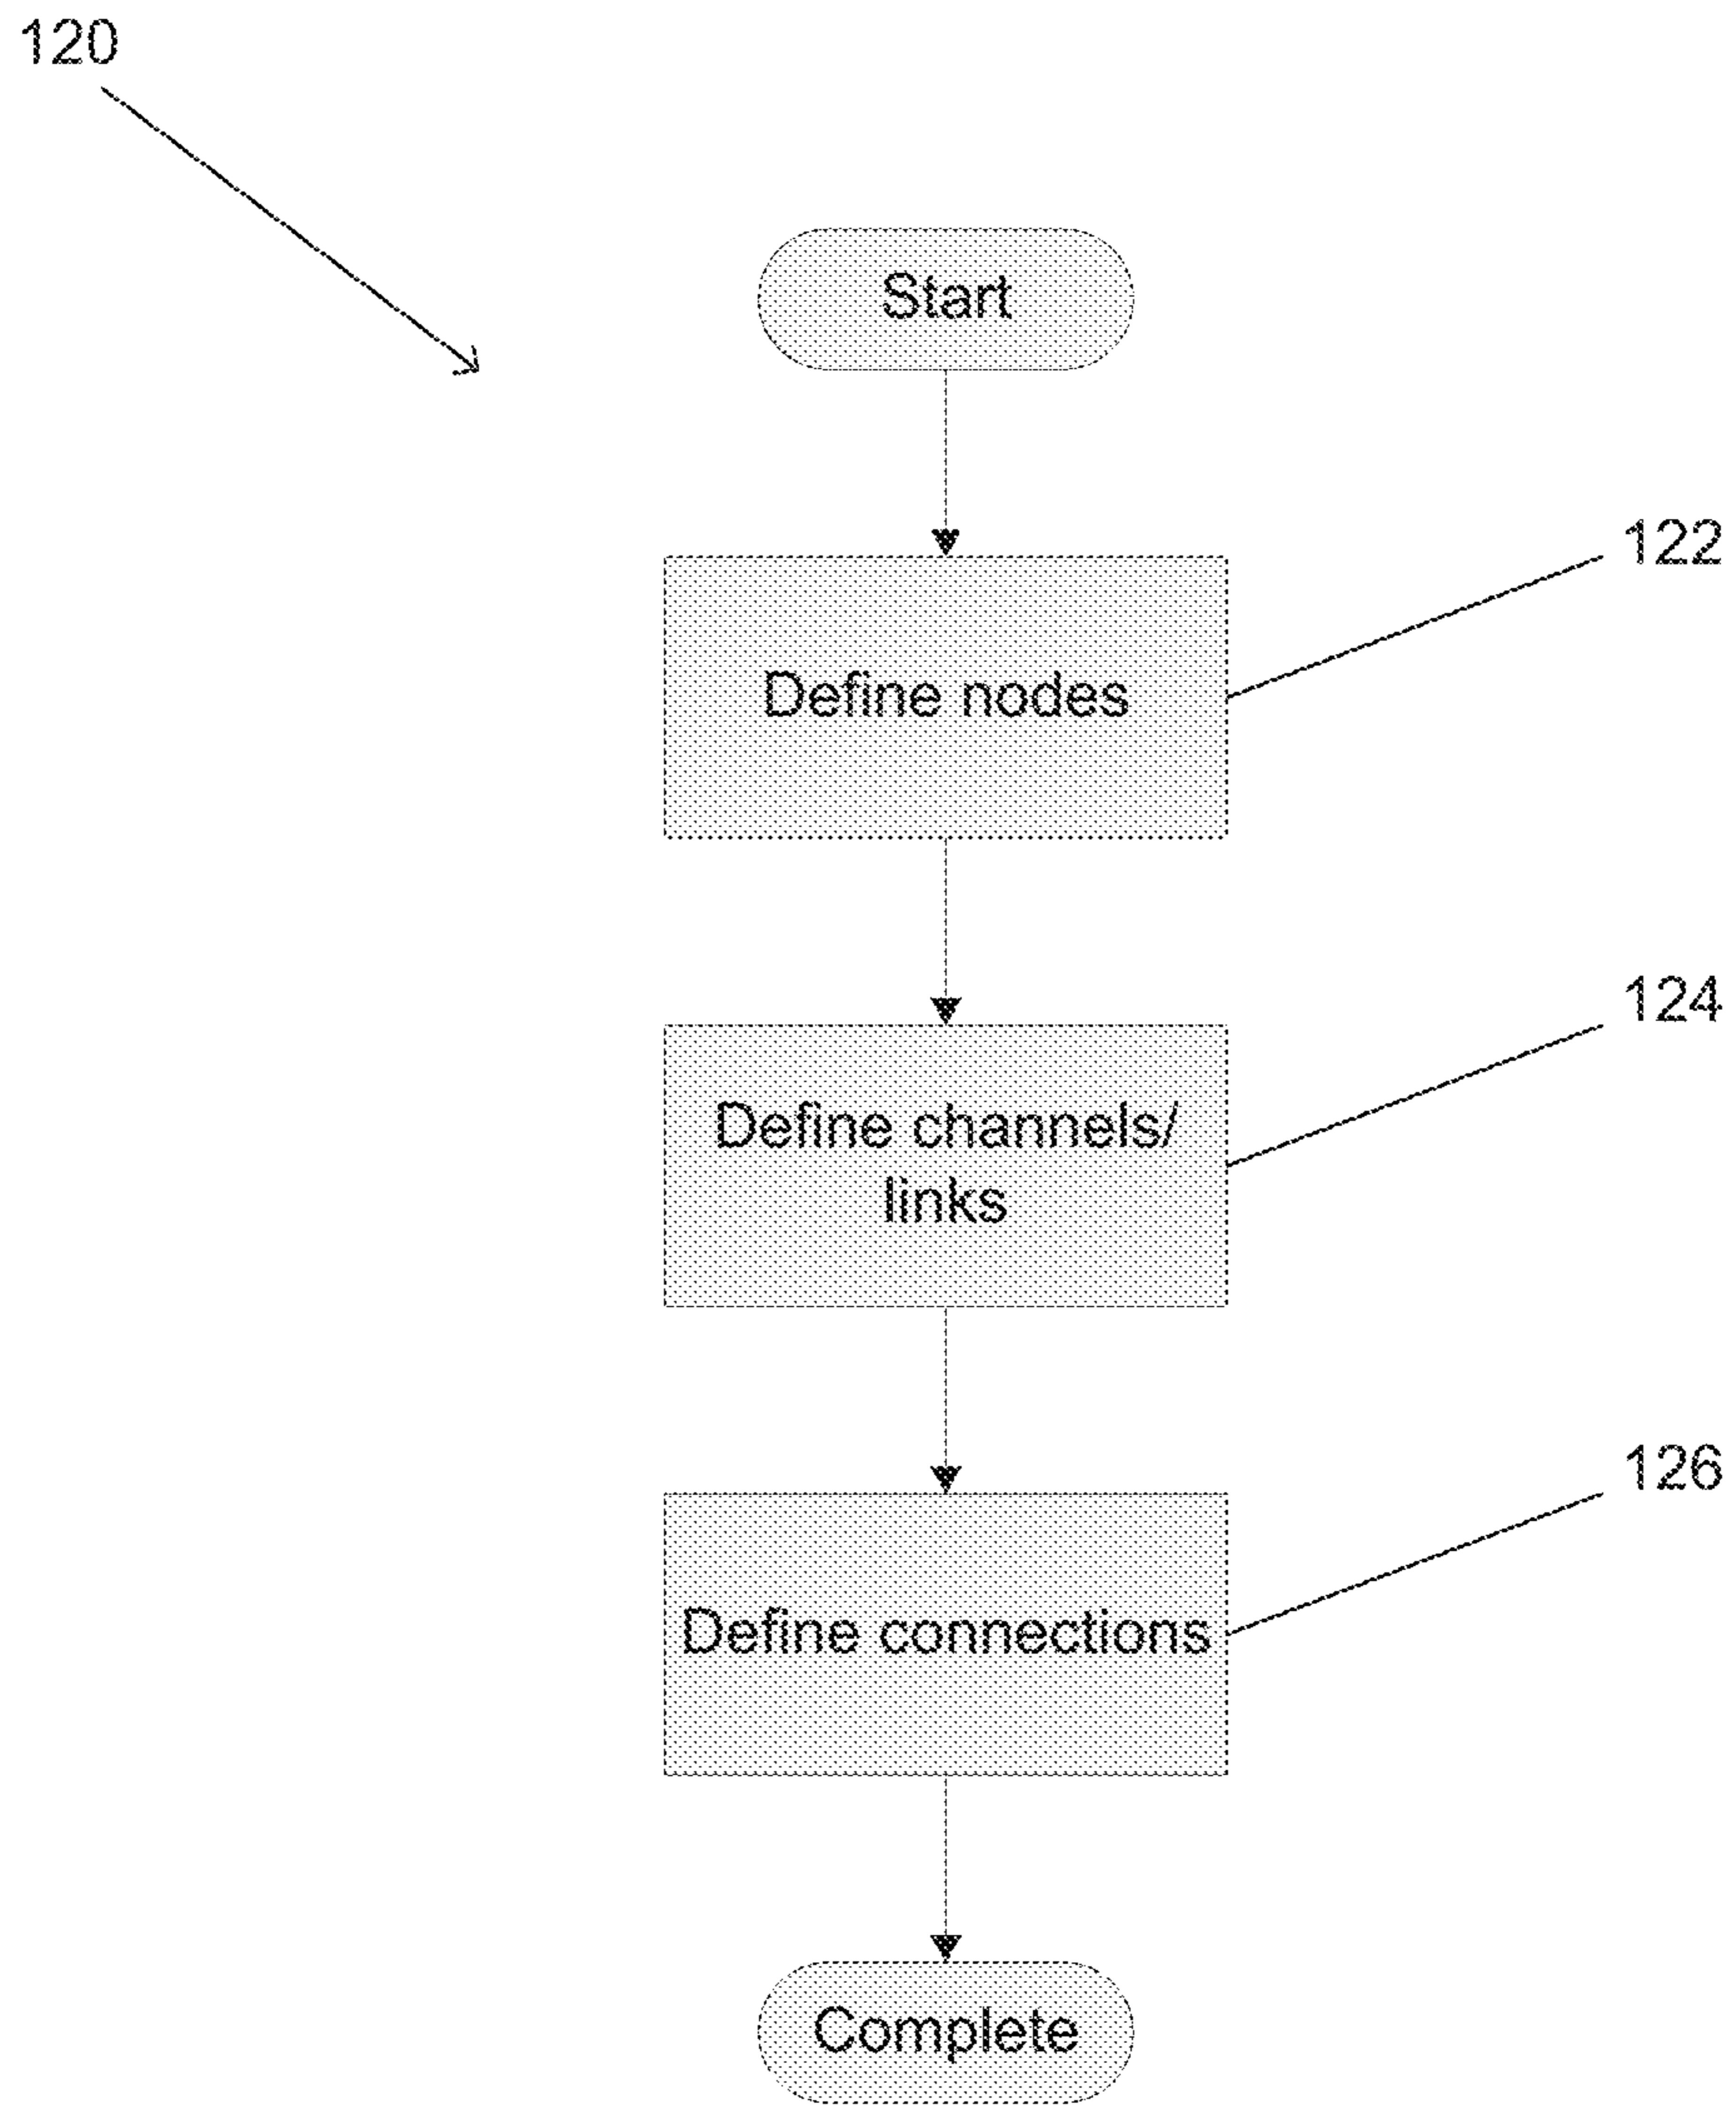 120
Start
122
Define nodes
124
Define channels/
links
126
Define connections
Complete